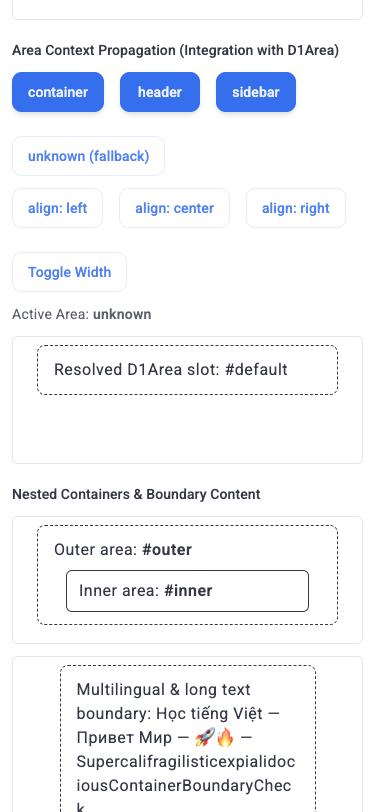 Area Context Propagation (Integration with D1Area)
container header sidebar
unknown (fallback)
align: left align: center align: right
Toggle Width
Active Area: unknown
Resolved D1Area slot: #default
Nested Containers & Boundary Content
Outer area: #outer
Inner area: #inner
Multilingual & long text
boundary: Học tiếng Việt —
Привет Мир — 🚀🔥 —
Supercalifragilisticexpialidoc
iousContainerBoundaryChec
k